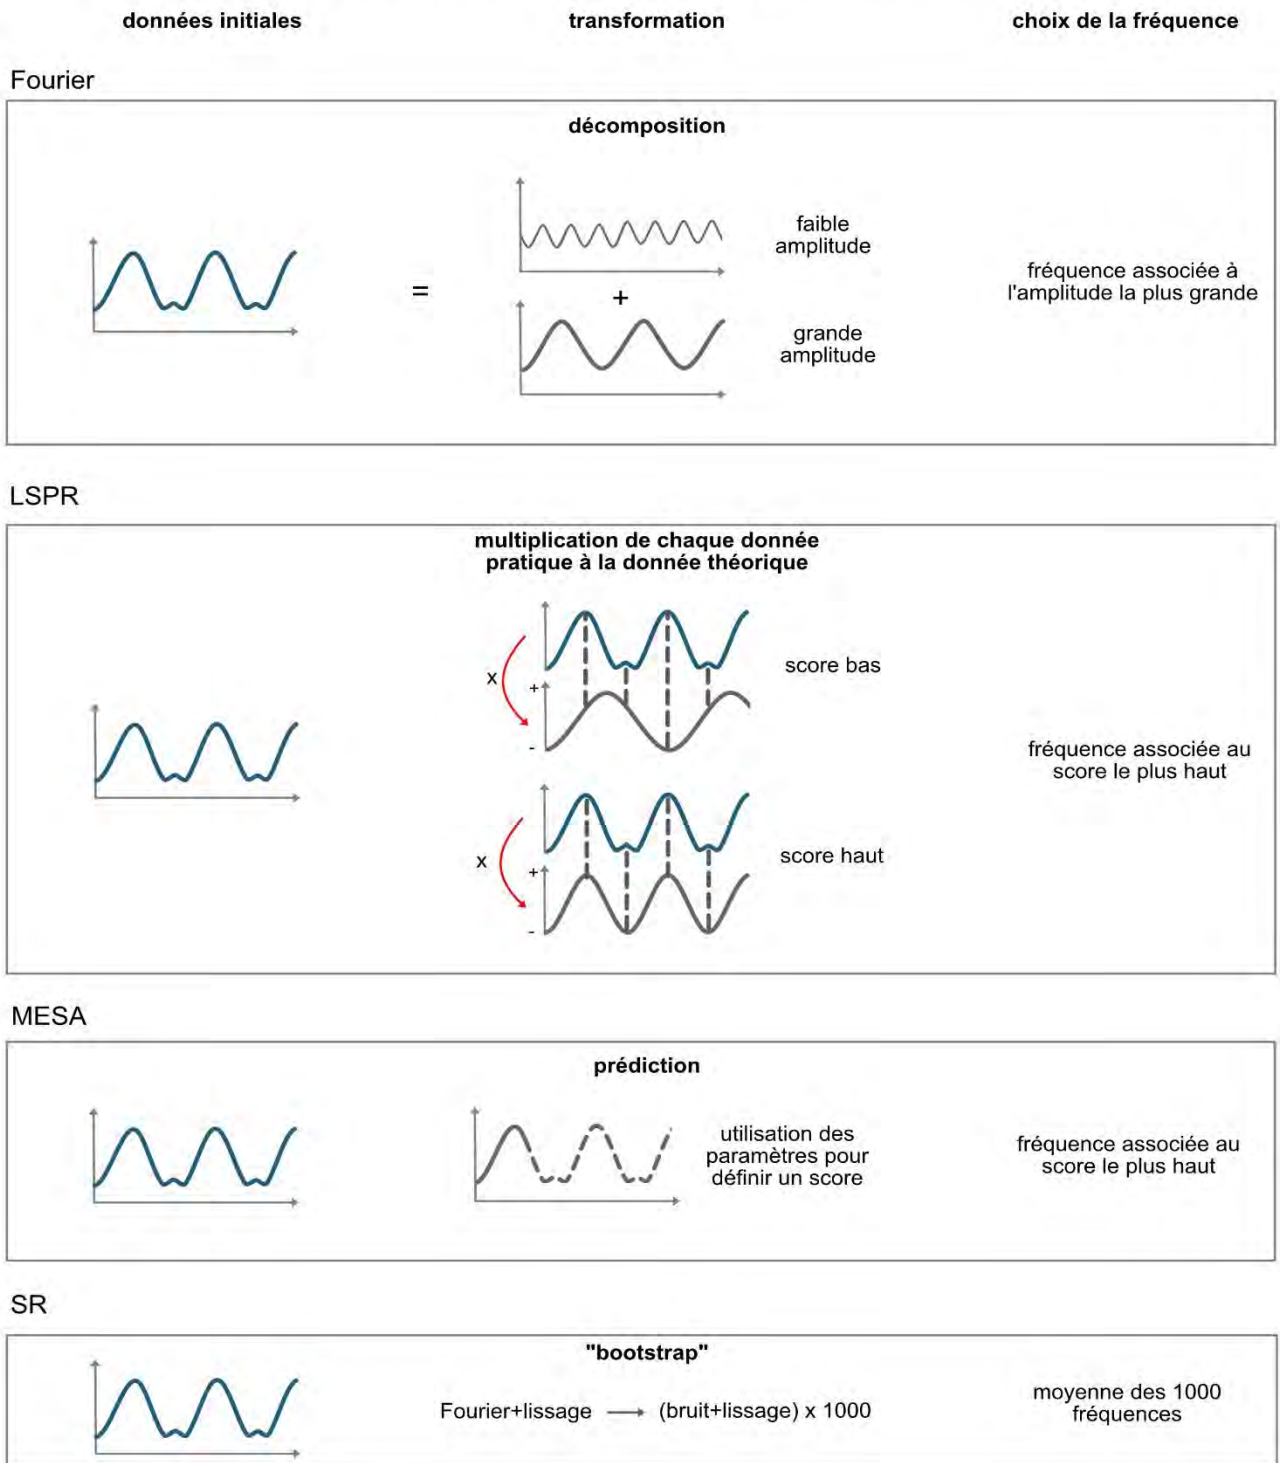 données initiales
transformation
choix de la fréquence
Fourier
décomposition
faible
amplitude
=
+
grande
amplitude
fréquence associée à
l'amplitude la plus grande
LSPR
multiplication de chaque donnée
pratique à la donnée théorique
x
+
-
score bas
x
+
-
score haut
fréquence associée au
score le plus haut
MESA
prédiction
utilisation des
paramètres pour
définir un score
fréquence associée au
score le plus haut
SR
"bootstrap"
Fourier+lissage → (bruit+lissage) x 1000
moyenne des 1000
fréquences